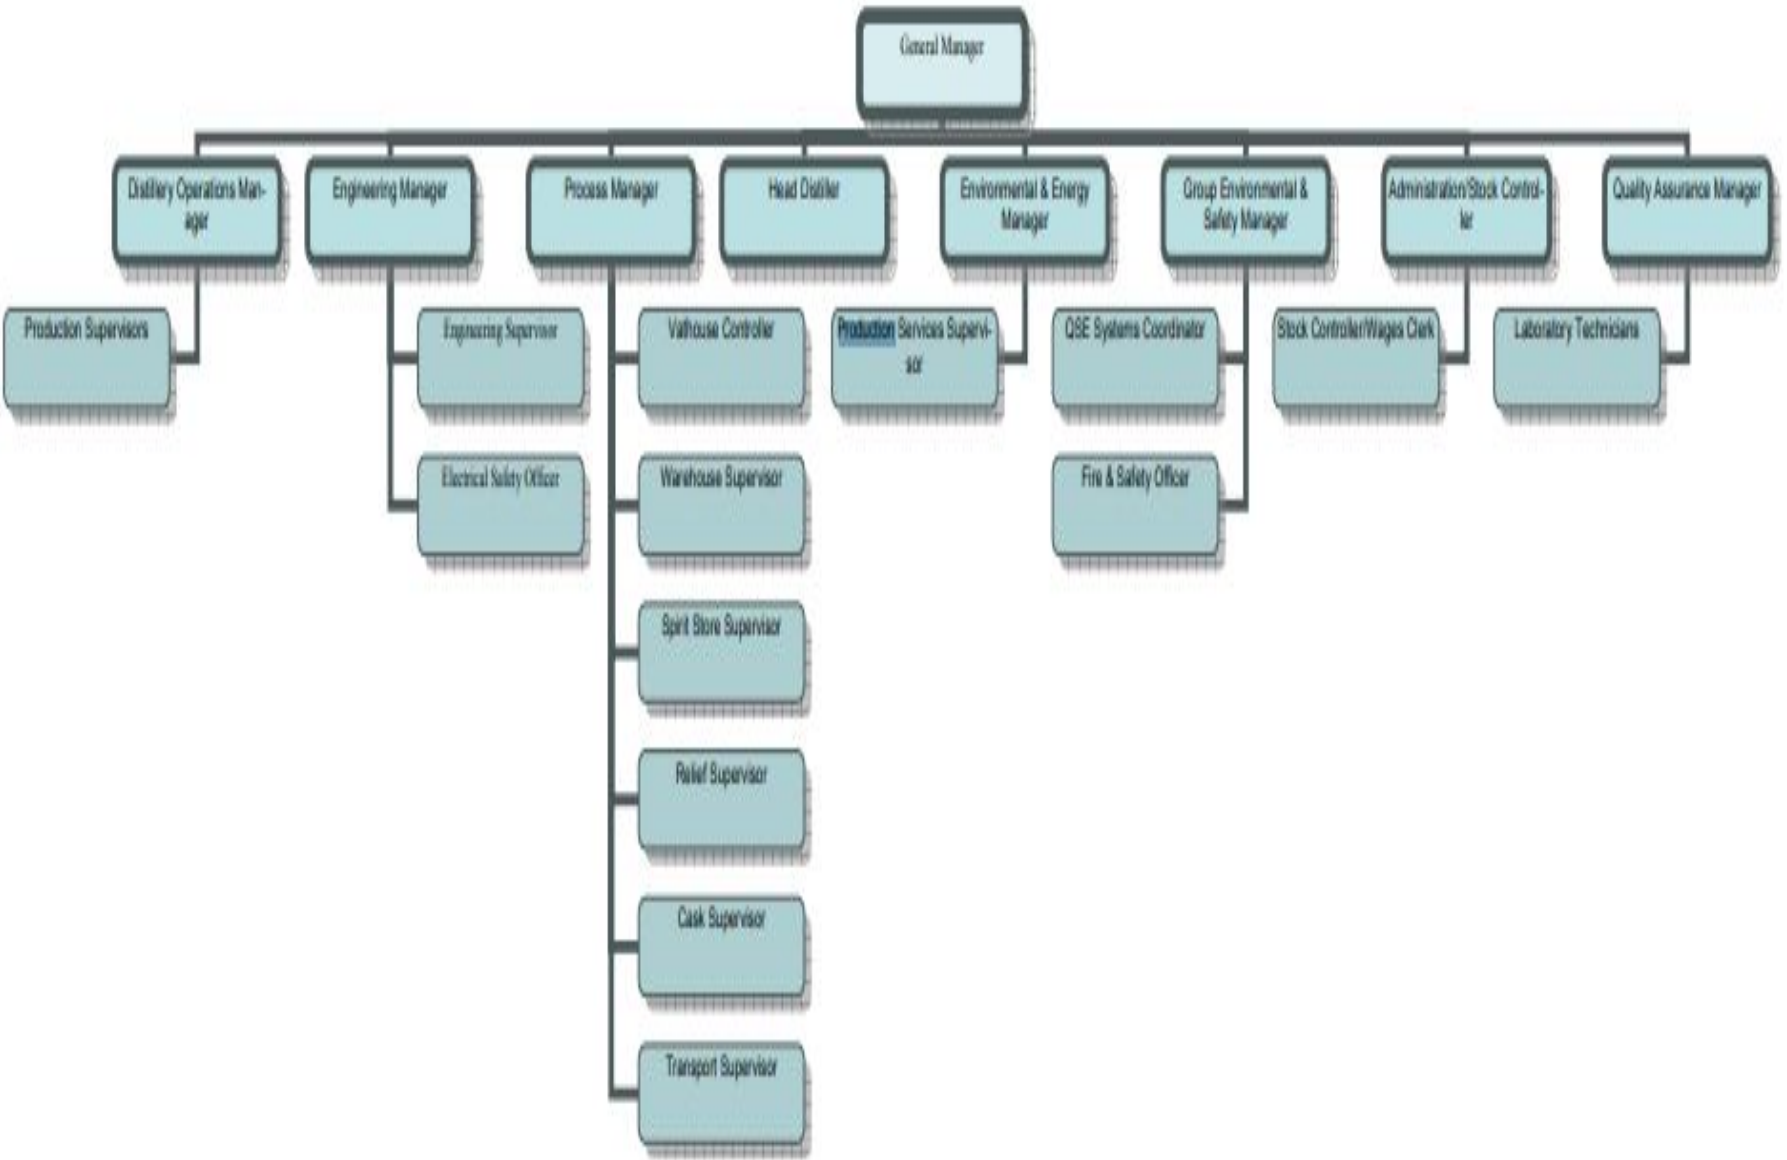 General Manager
Distillery Operations Man-
ager
Engineering Manager
Process Manager
Head Distiller
Environmental & Energy
Manager
Group Environmental &
Safety Manager
Administration/Stock Control-
ler
Quality Assurance Manager
Production Supervisors
Engineering Supervisor
Vathouse Controller
Production Services Supervi-
sor
QSE Systems Coordinator
Stock Controller/Wages Clerk
Laboratory Technicians
Electrical Safety Officer
Warehouse Supervisor
Fire & Safety Officer
Spirit Store Supervisor
Relief Supervisor
Cask Supervisor
Transport Supervisor